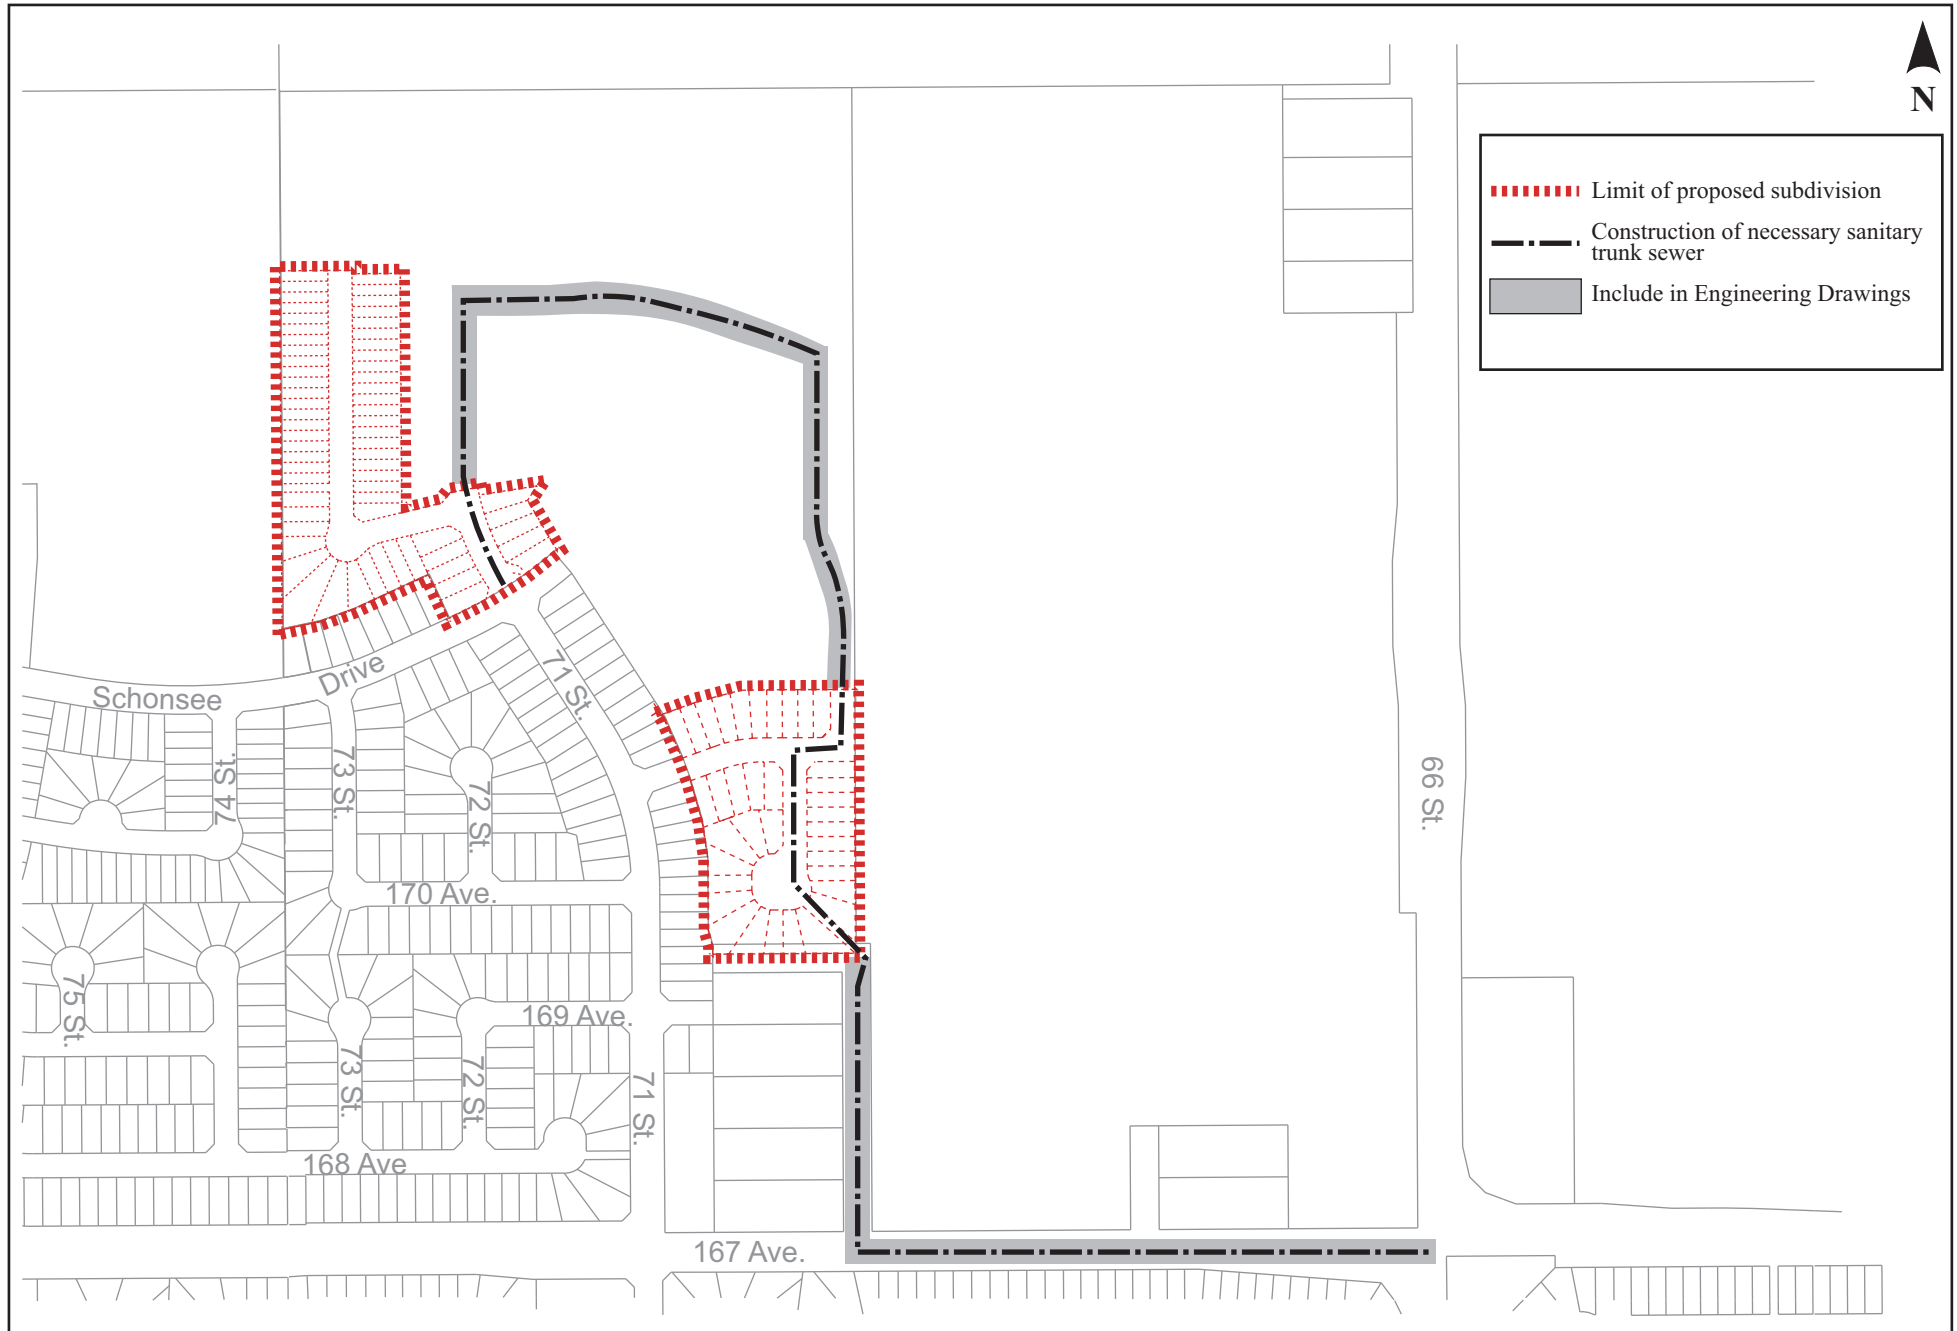 N
Limit of proposed subdivision
Construction of necessary sanitary
trunk sewer
Include in Engineering Drawings
Schonsee
Drive
71 St.
74 St.
73 St.
72 St.
66 St.
170 Ave.
75 St.
169 Ave.
73 St.
72 St.
71 St.
168 Ave
167 Ave.